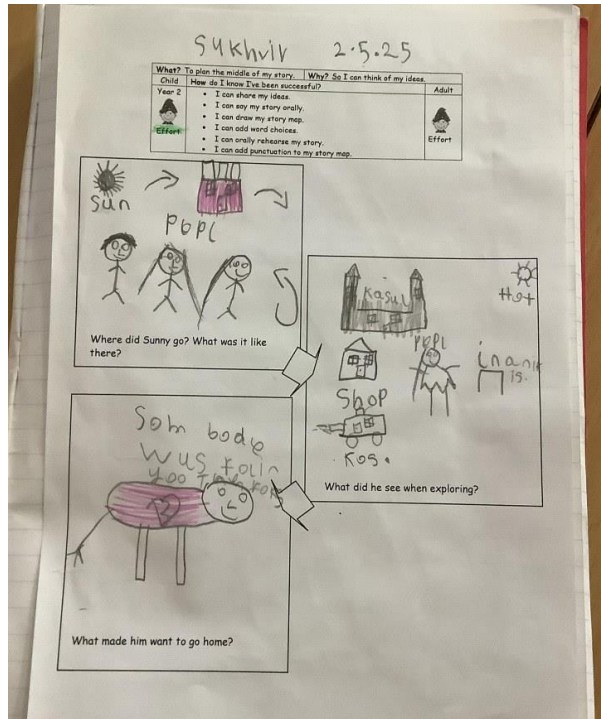 Sukhvir 2.5.25
What? To plan the middle of my story. Why? So I can think of my ideas.
Child How do I know I've been successful? Adult
Year 2
• I can share my ideas.
• I can say my story orally.
• I can draw my story map.
• I can add word choices.
• I can orally rehearse my story.
• I can add punctuation to my story map.
Effort
Effort
sun
PoPl
Where did Sunny go? What was it like
there?
Kasul
Hot
PoPl
Shop
Kos.
What did he see when exploring?
Som bode
wus folin
What made him want to go home?